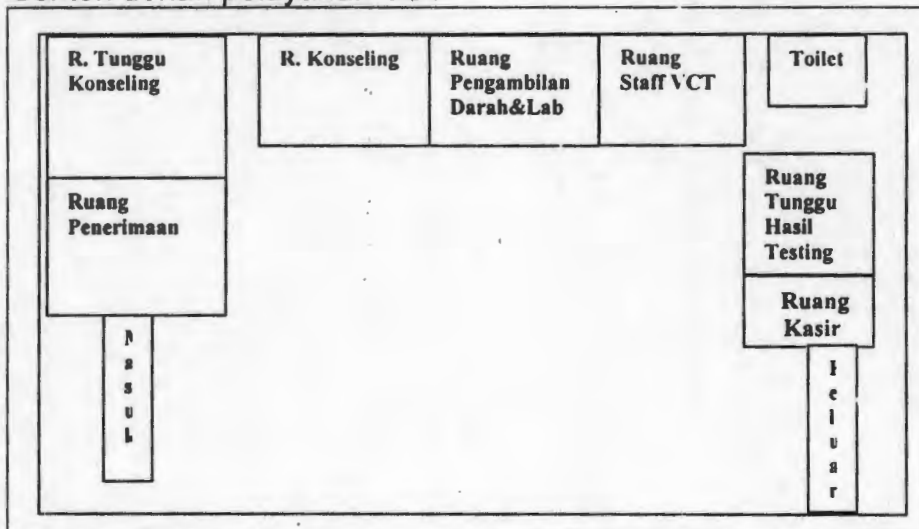 R. Tunggu
Konseling
R. Konseling
Ruang
Pengambilan
Darah&Lab
Ruang
Staff VCT
Toilet
Ruang
Penerimaan
Ruang
Tunggu
Hasil
Testing
Ruang
Kasir
Masuk
Keluar